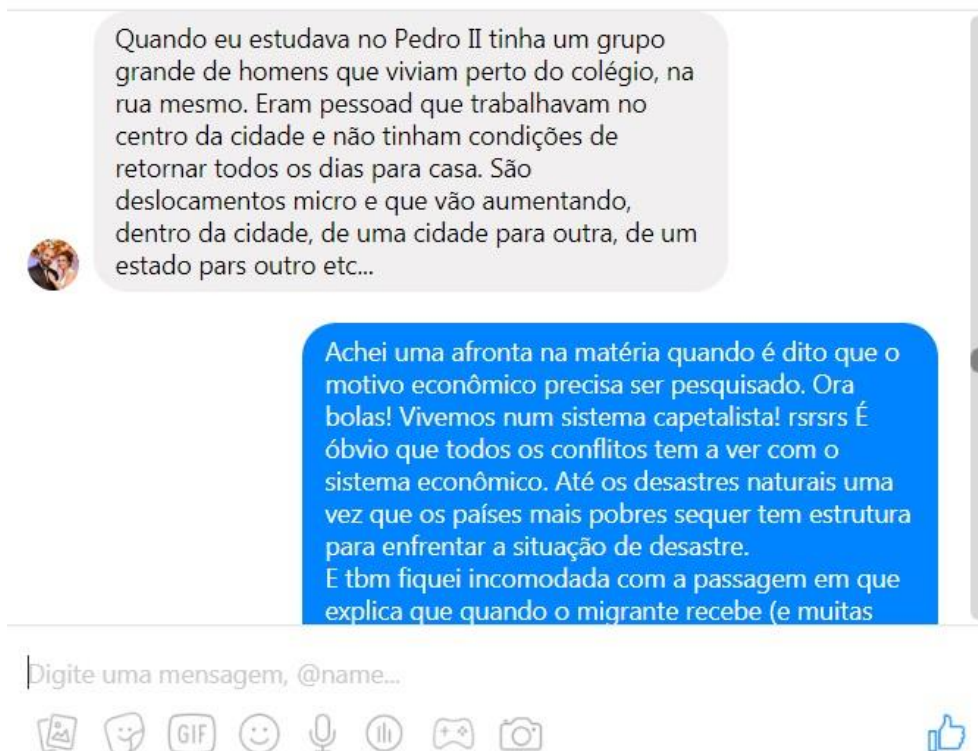 Quando eu estudava no Pedro II tinha um grupo
grande de homens que viviam perto do colégio, na
rua mesmo. Eram pessoad que trabalhavam no
centro da cidade e não tinham condições de
retornar todos os dias para casa. São
deslocamentos micro e que vão aumentando,
dentro da cidade, de uma cidade para outra, de um
estado pars outro etc...
Achei uma afronta na matéria quando é dito que o
motivo econômico precisa ser pesquisado. Ora
bolas! Vivemos num sistema capetalista! rsrsrs É
óbvio que todos os conflitos tem a ver com o
sistema econômico. Até os desastres naturais uma
vez que os países mais pobres sequer tem estrutura
para enfrentar a situação de desastre.
E tbm fiquei incomodada com a passagem em que
explica que quando o migrante recebe (e muitas
Digite uma mensagem, @name...
GIF